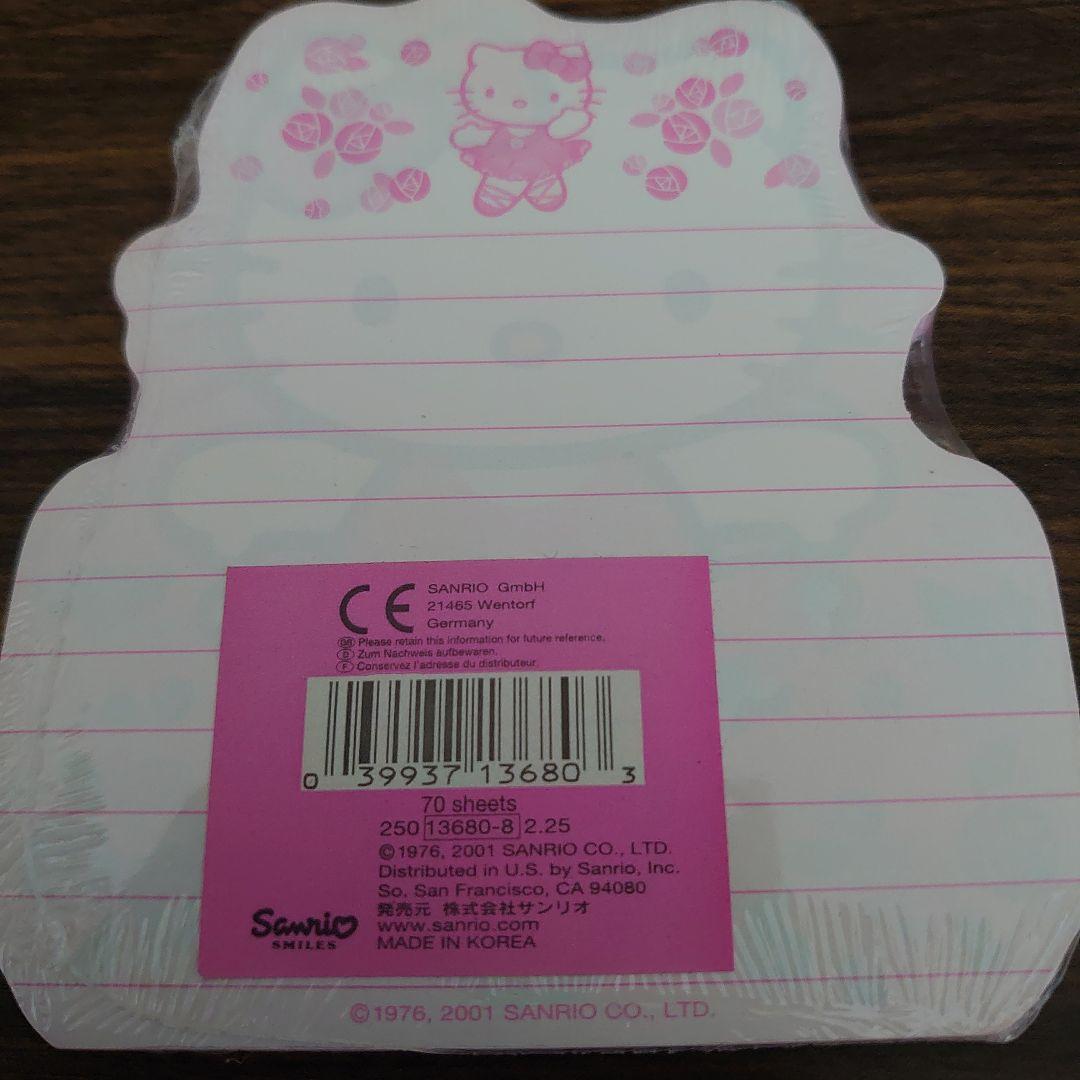 CE
SANRIO GmbH
21465 Wentorf
Germany
GB Please retain this information for future reference.
D Zum Nachweis aufbewaren.
F Conservez l'adresse du distributeur.
0 39937 13680 3
70 sheets
250 13680-8 2.25
©1976, 2001 SANRIO CO., LTD.
Distributed in U.S. by Sanrio, Inc.
So. San Francisco, CA 94080
発売元 株式会社サンリオ
www.sanrio.com
MADE IN KOREA
Sanrio
SMILES
©1976, 2001 SANRIO CO., LTD.